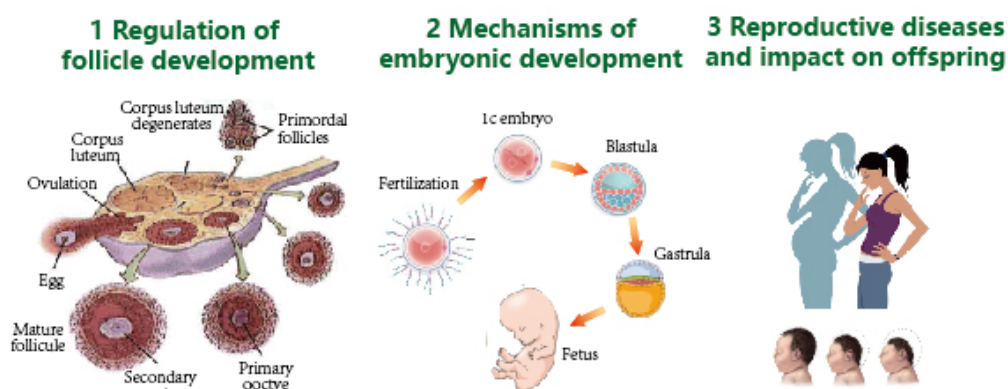 1 Regulation of
follicle development
2 Mechanisms of
embryonic development
3 Reproductive diseases
and impact on offspring
Corpus luteum
degenerates
Primordal
follicles
Corpus
luteum
Ovulation
Egg
Mature
follicule
Secondary
Primary
1c embryo
Blastula
Fertilization
Gastrula
Fetus